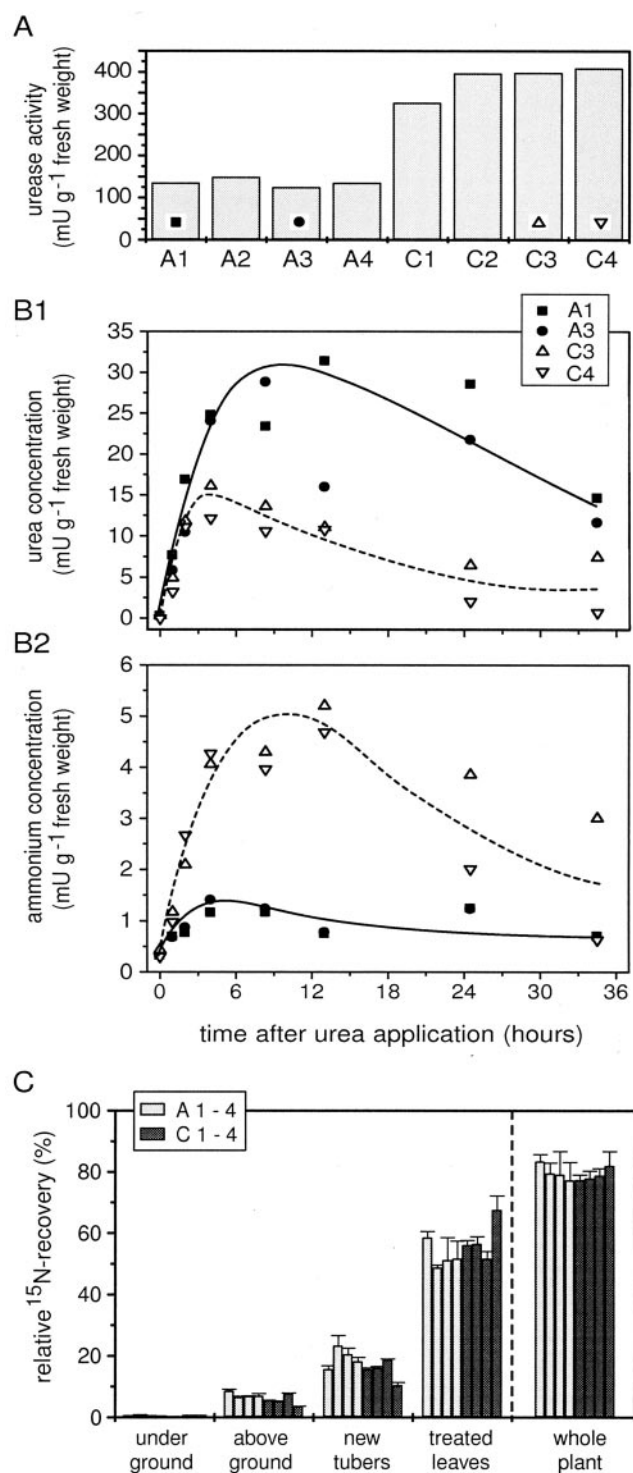 A
urease activity
(mU g-1 fresh weight)
400
300
200
100
0
A1 A2 A3 A4 C1 C2 C3 C4
B1
A1
A3
C3
C4
urea concentration
(mU g-1 fresh weight)
35
30
25
20
15
10
5
0
B2
ammonium concentration
(mU g-1 fresh weight)
6
5
4
3
2
1
0
0 6 12 18 24 30 36
time after urea application (hours)
C
A 1 - 4
C 1 - 4
relative 15N-recovery (%)
100
80
60
40
20
0
under above new treated whole
ground ground tubers leaves plant